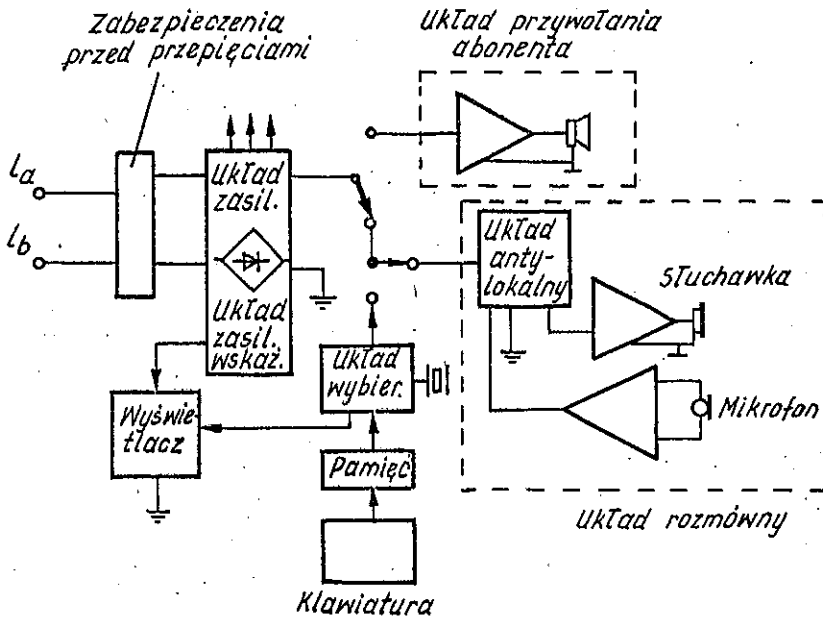 Zabezpieczenia
przed przepięciami
Układ przywołania
abonenta
la
lb
Układ
zasil.
Układ
zasil.
wskaź.
Układ
anty-
lokalny
Słuchawka
Mikrofon
Układ
wybier.
Wyświe-
tlacz
Pamięć
Klawiatura
Układ rozmówny